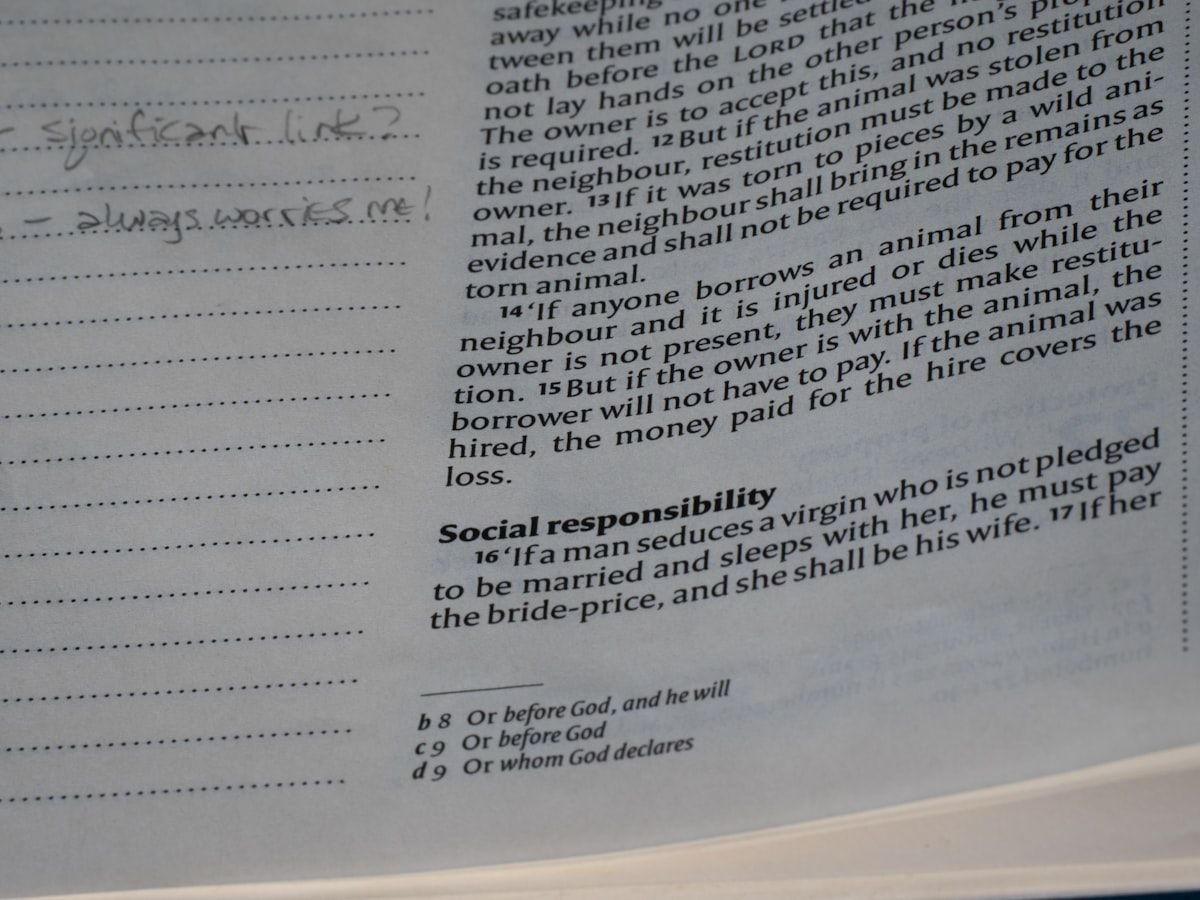 - significant link?
- always worries me!
safekeeping
away while no one
tween them will be settled
oath before the LORD that the
not lay hands on the other person's
The owner is to accept this, and no restitution
is required. 12 But if the animal was stolen from
the neighbour, restitution must be made to the
owner. 13 If it was torn to pieces by a wild ani-
mal, the neighbour shall bring in the remains as
evidence and shall not be required to pay for the
torn animal.
14 'If anyone borrows an animal from their
neighbour and it is injured or dies while the
owner is not present, they must make restitu-
tion. 15 But if the owner is with the animal, the
borrower will not have to pay. If the animal was
hired, the money paid for the hire covers the
loss.
Social responsibility
16 'If a man seduces a virgin who is not pledged
to be married and sleeps with her, he must pay
the bride-price, and she shall be his wife. 17 If her
b 8 Or before God, and he will
c 9 Or before God
d 9 Or whom God declares